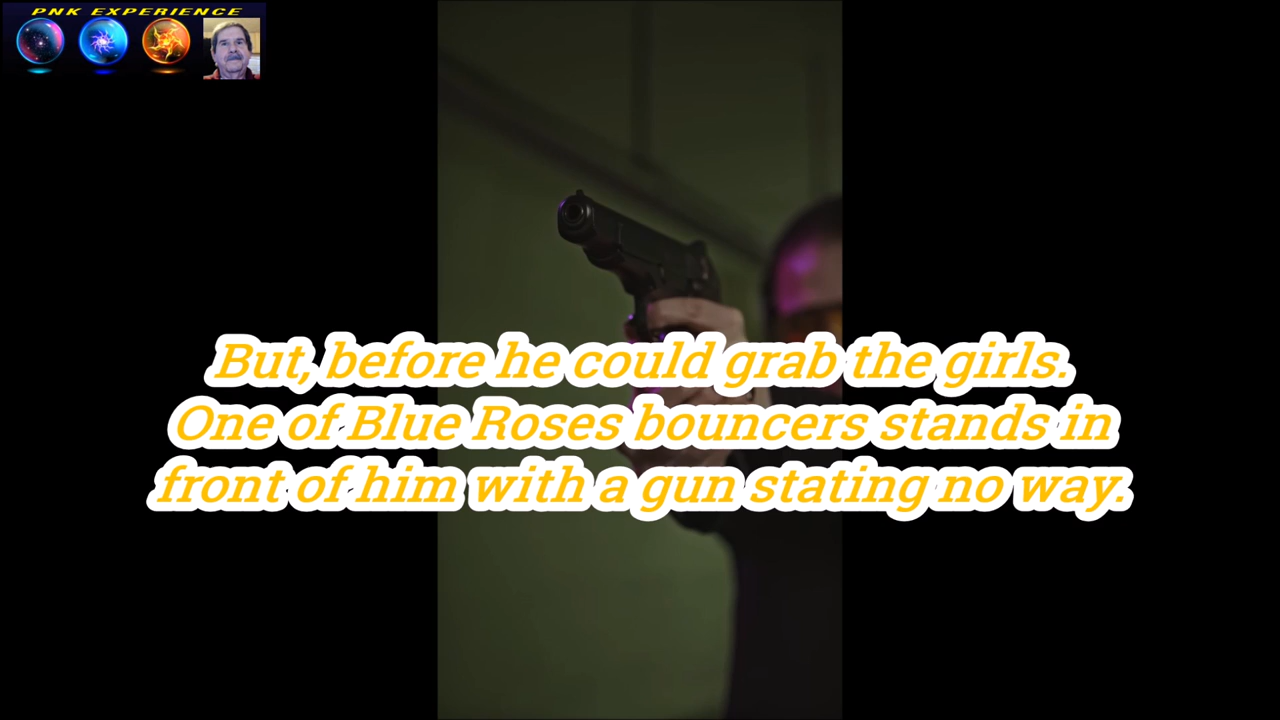 PNK EXPERIENCE
But, before he could grab the girls.
One of Blue Roses bouncers stands in
front of him with a gun stating no way.